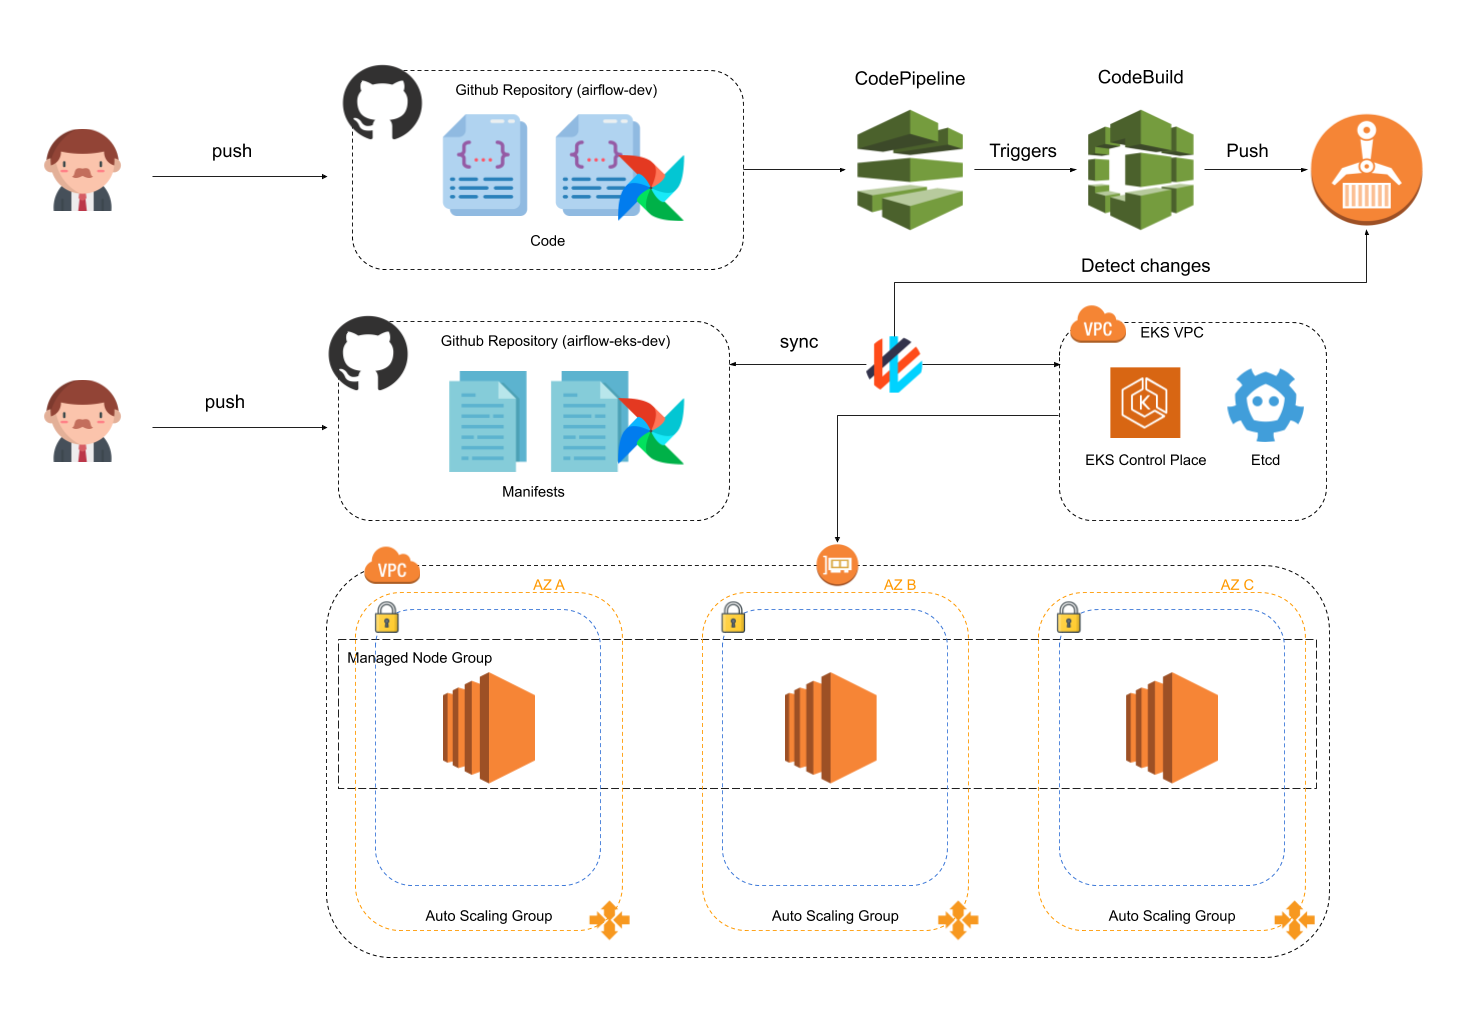 CodePipeline
CodeBuild
Github Repository (airflow-dev)
push
{...}
{...}
Triggers
Push
Code
Detect changes
VPC
EKS VPC
Github Repository (airflow-eks-dev)
sync
push
K
EKS Control Place
Etcd
Manifests
VPC
AZ A
AZ B
AZ C
Managed Node Group
Auto Scaling Group
Auto Scaling Group
Auto Scaling Group